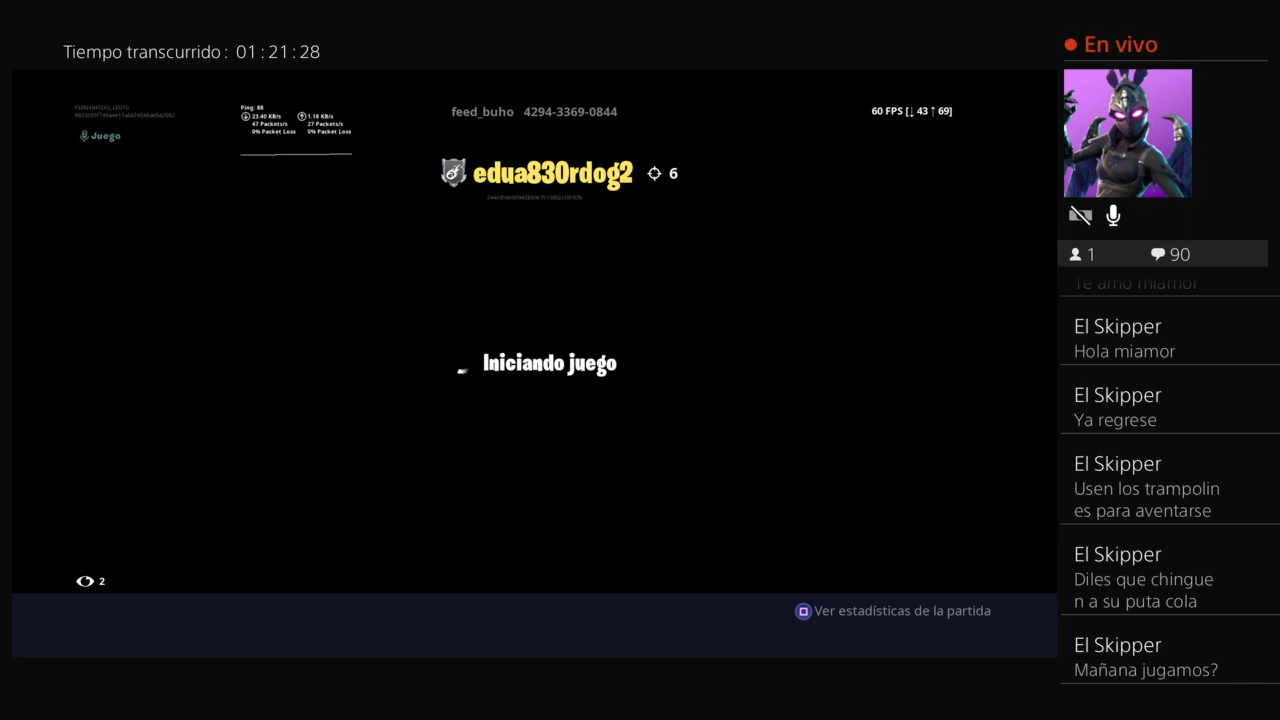 Tiempo transcurrido : 01 : 21 : 28
En vivo
Ping: 88
23.40 KB/s
1.18 KB/s
47 Packets/s
27 Packets/s
0% Packet Loss
0% Packet Loss
Juego
feed_buho 4294-3369-0844
60 FPS [↓ 43 ↑ 69]
edua830rdog2 6
Iniciando juego
2
Ver estadísticas de la partida
1
90
Te amo miamor
El Skipper
Hola miamor
El Skipper
Ya regrese
El Skipper
Usen los trampolin
es para aventarse
El Skipper
Diles que chingue
n a su puta cola
El Skipper
Mañana jugamos?